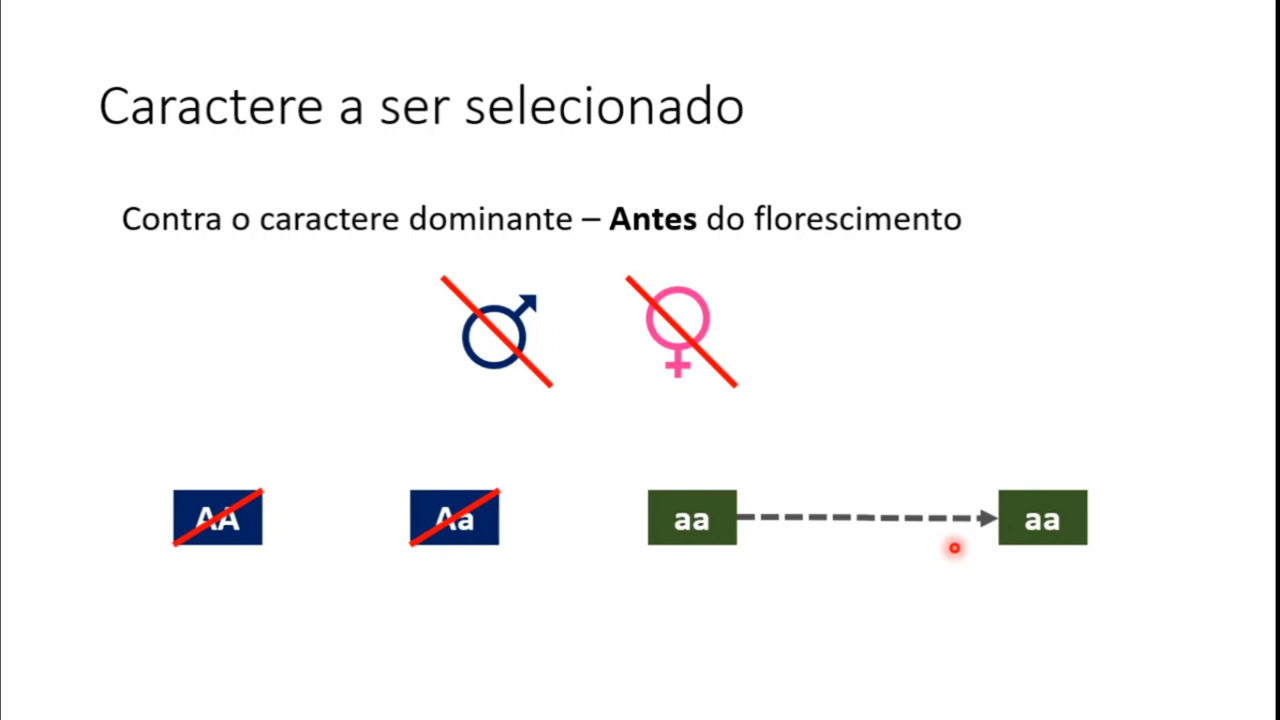 Caractere a ser selecionado
Contra o caractere dominante – Antes do florescimento
AA Aa aa aa